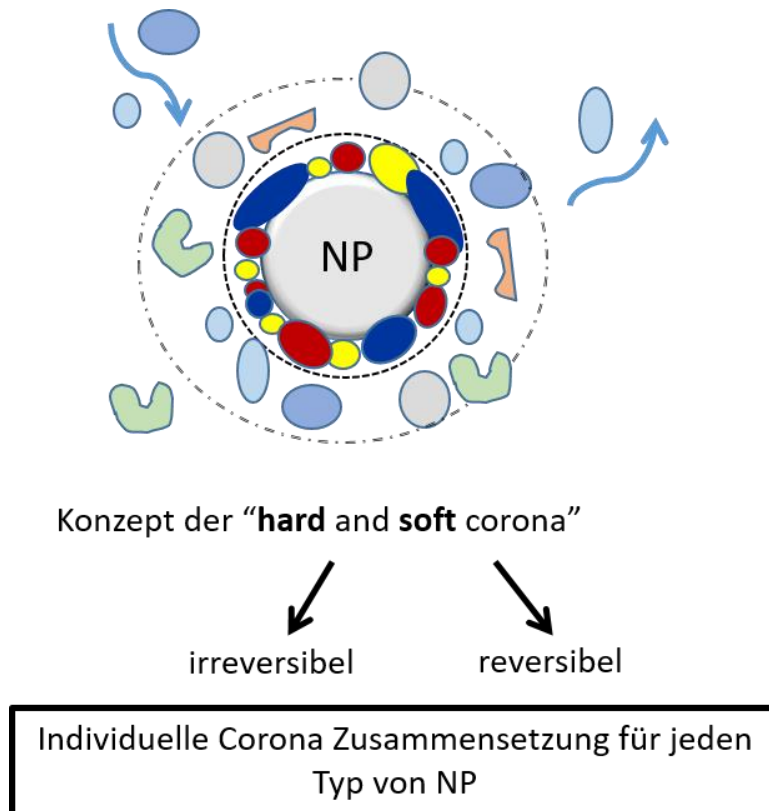 NP
Konzept der “hard and soft corona”
irreversibel
reversibel
Individuelle Corona Zusammensetzung für jeden
Typ von NP